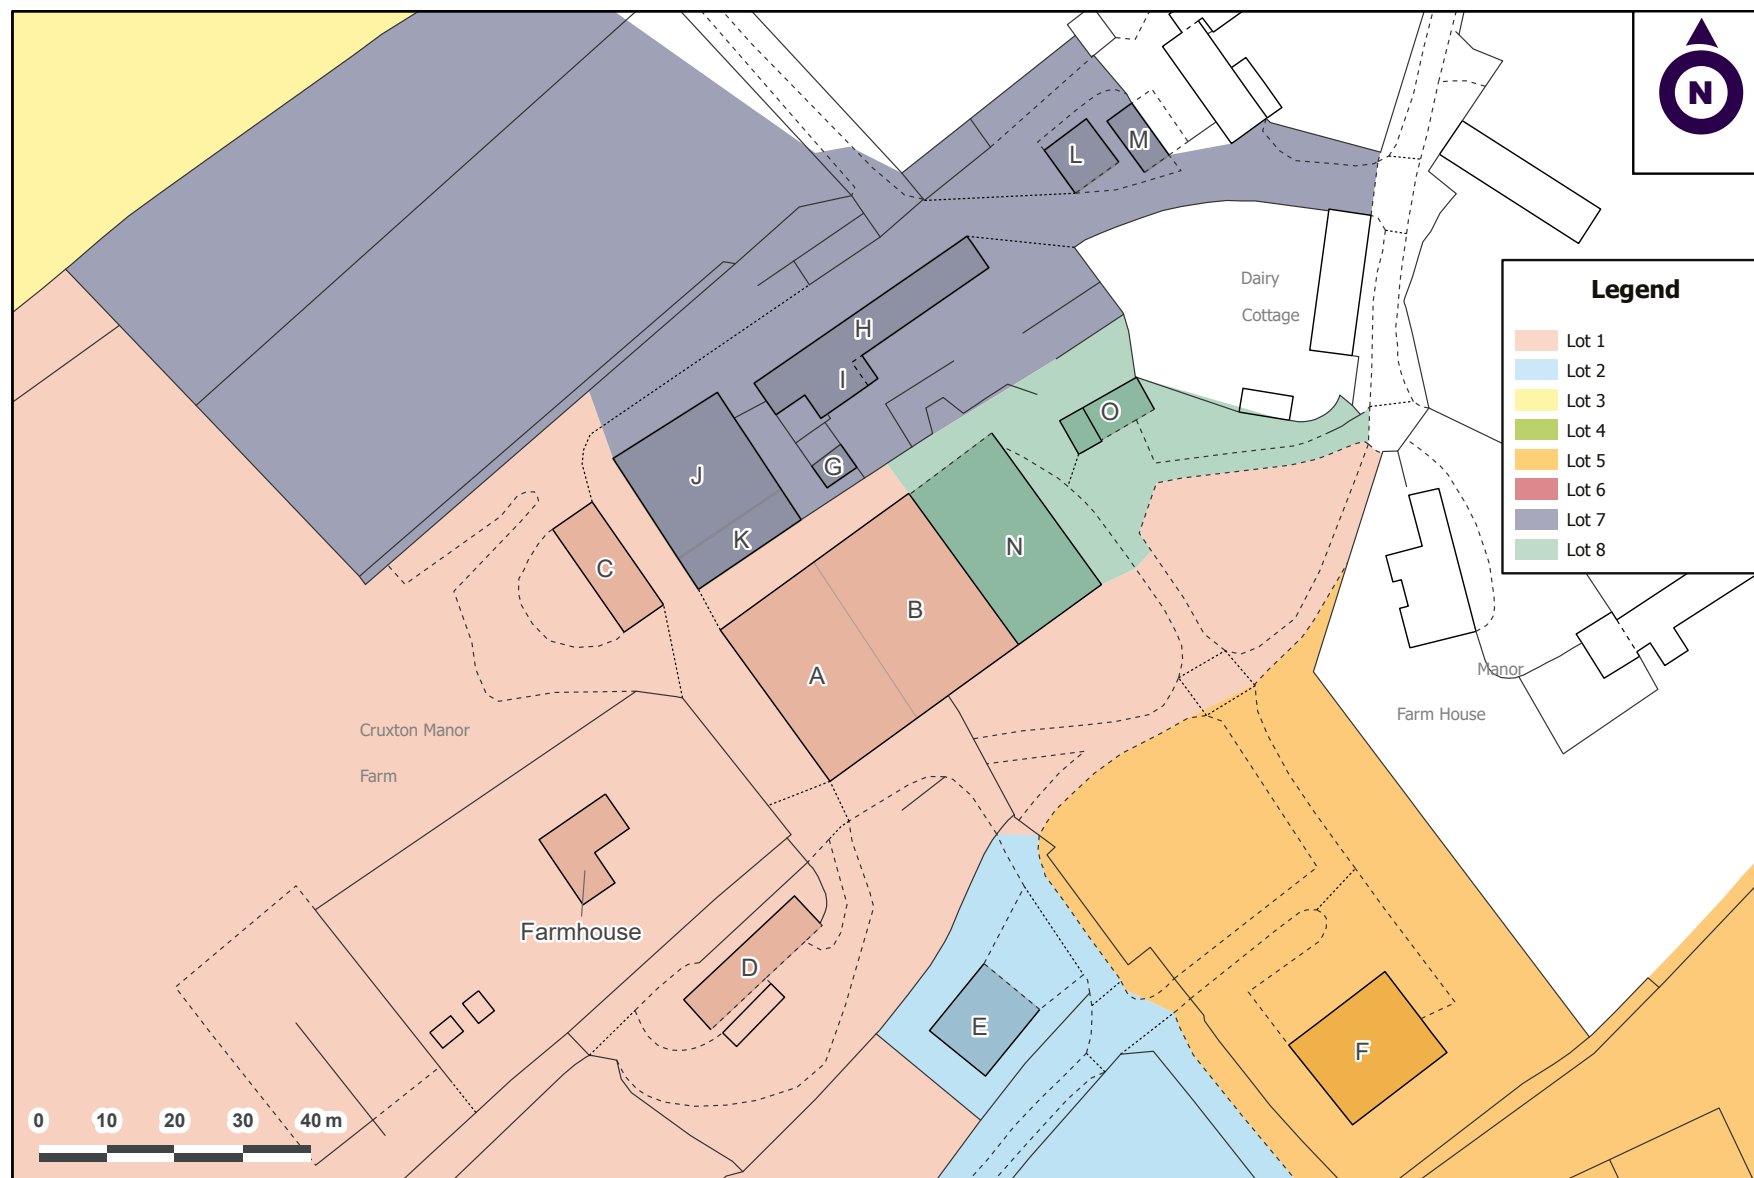 N
L
M
Dairy
Cottage
Legend
Lot 1
Lot 2
Lot 3
Lot 4
Lot 5
Lot 6
Lot 7
Lot 8
H
I
O
J
G
K
N
C
B
A
Manor
Farm House
Cruxton Manor
Farm
Farmhouse
D
E
F
0 10 20 30 40 m